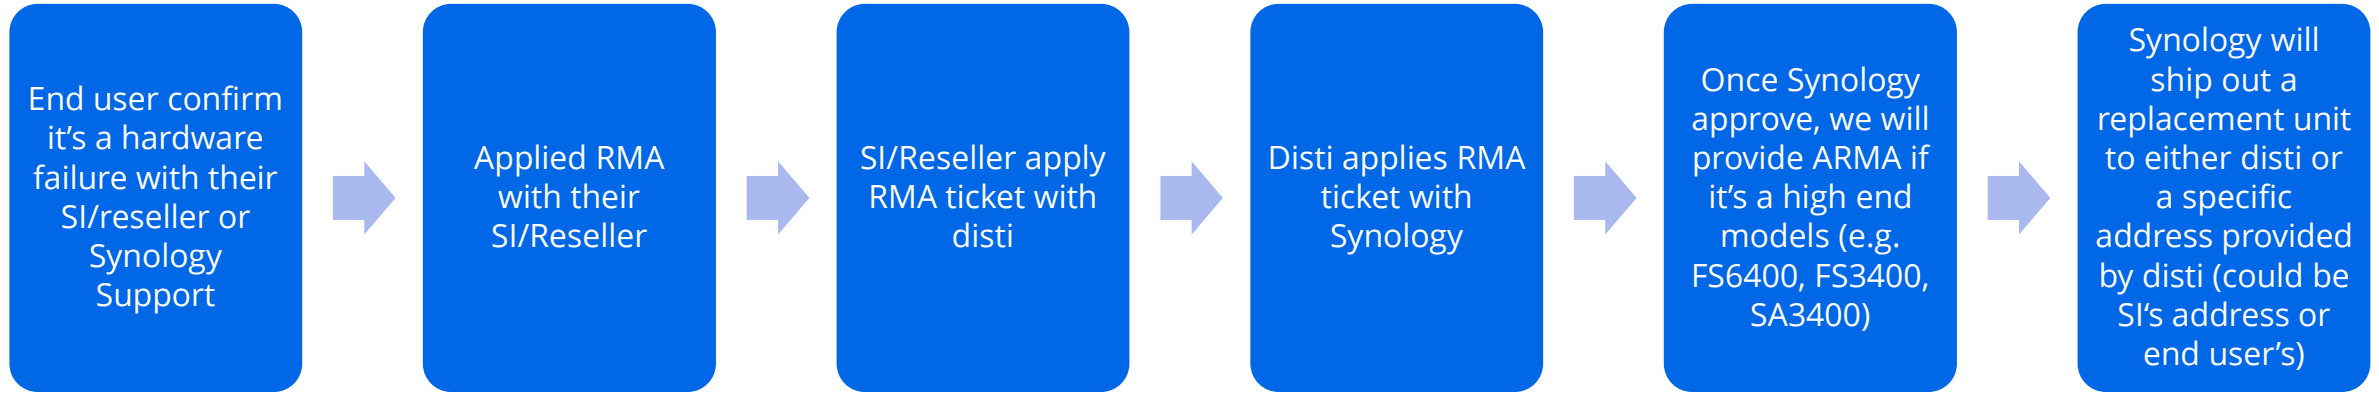 End user confirm
it’s a hardware
failure with their
SI/reseller or
Synology
Support
Applied RMA
with their
SI/Reseller
SI/Reseller apply
RMA ticket with
disti
Disti applies RMA
ticket with
Synology
Once Synology
approve, we will
provide ARMA if
it’s a high end
models (e.g.
FS6400, FS3400,
SA3400)
Synology will
ship out a
replacement unit
to either disti or
a specific
address provided
by disti (could be
SI‘s address or
end user’s)